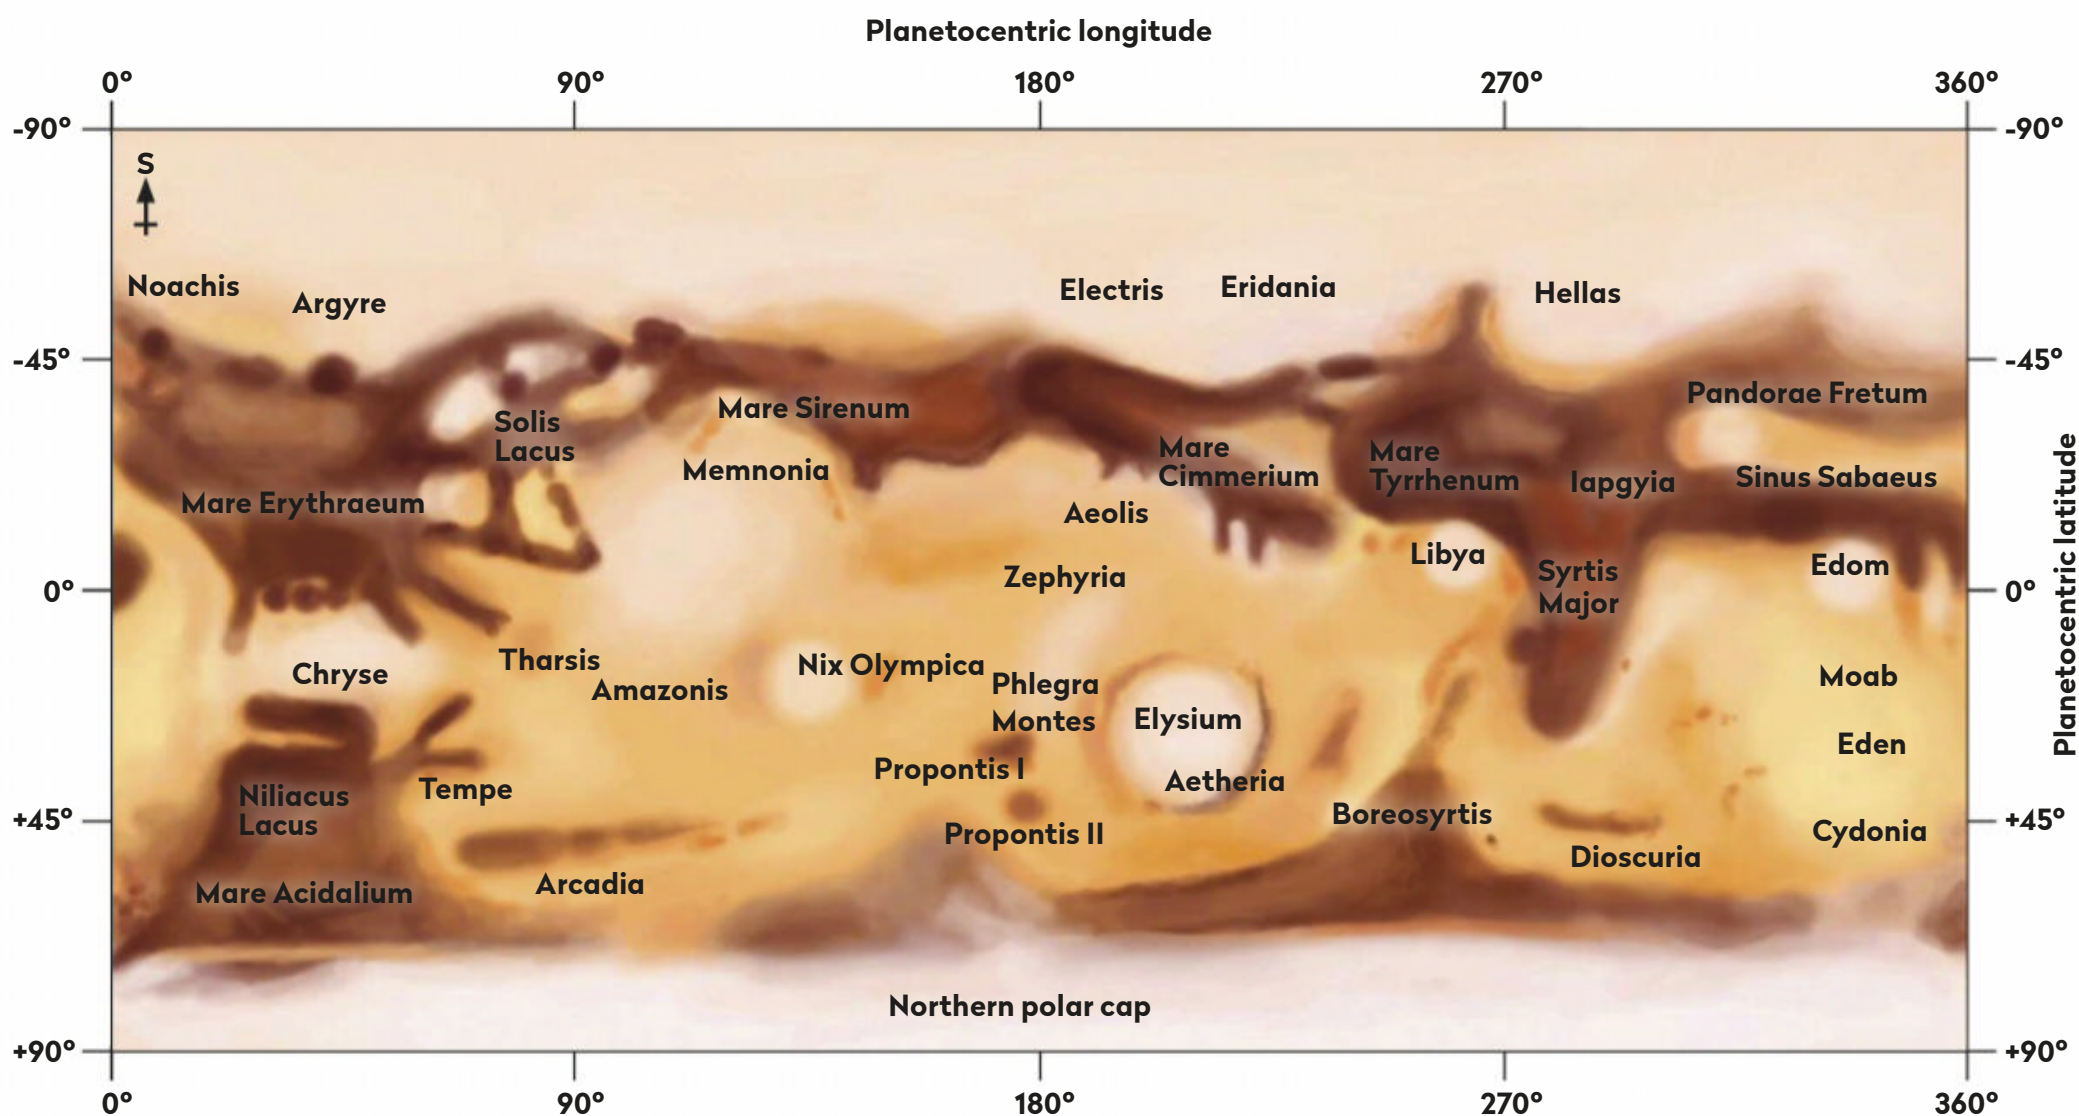 Planetocentric longitude
0° 90° 180° 270° 360°
-90° -90°
S
Noachis Argyre Electris Eridania Hellas
-45° -45°
Pandorae Fretum
Solis
Lacus
Mare Sirenum
Mare
Cimmerium
Mare
Tyrrhenum
Memnonia
Iapgyia
Sinus Sabaeus
Mare Erythraeum
Aeolis
Libya
Edom
Zephyria
Syrtis
Major
0° 0°
Planetocentric latitude
Chryse
Tharsis
Amazonis
Nix Olympica
Phlegra
Montes
Elysium
Moab
Eden
Propontis I
Aetheria
Tempe
Niliacus
Lacus
+45° +45°
Propontis II
Boreosyrtis
Dioscuria
Cydonia
Mare Acidalium
Arcadia
Northern polar cap
+90° +90°
0° 90° 180° 270° 360°